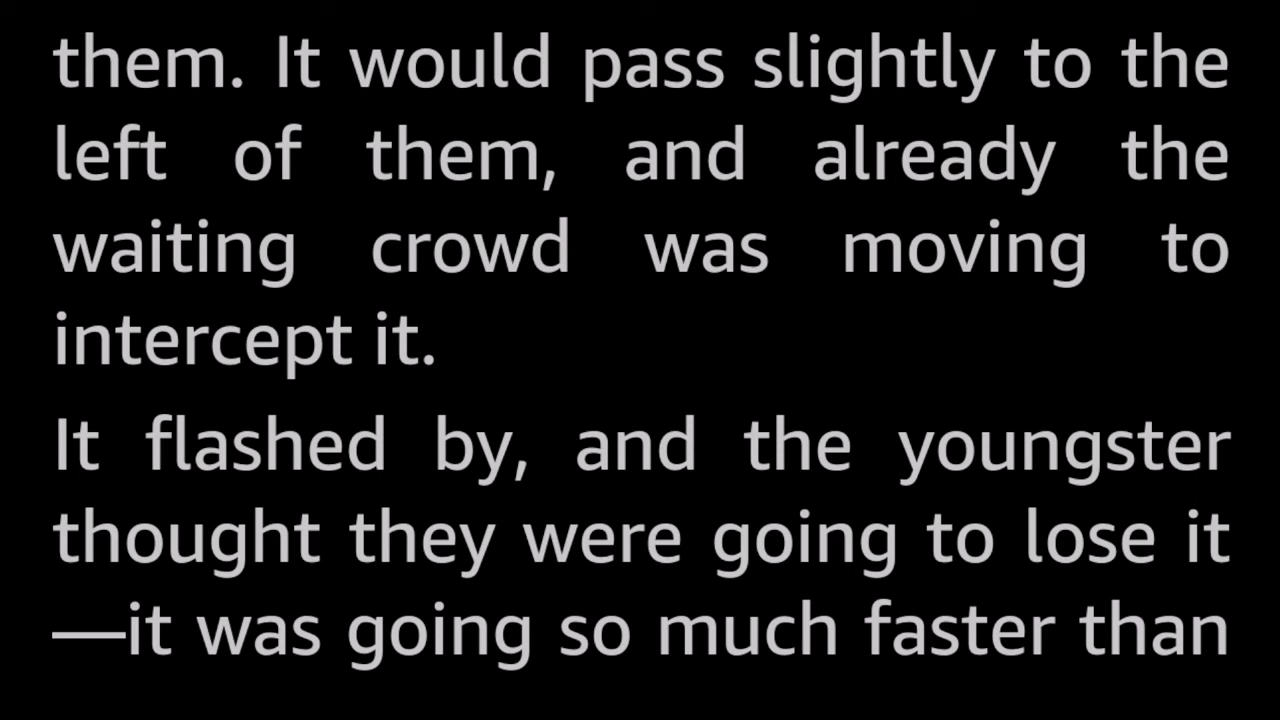 them. It would pass slightly to the
left of them, and already the
waiting crowd was moving to
intercept it.
It flashed by, and the youngster
thought they were going to lose it
—it was going so much faster than